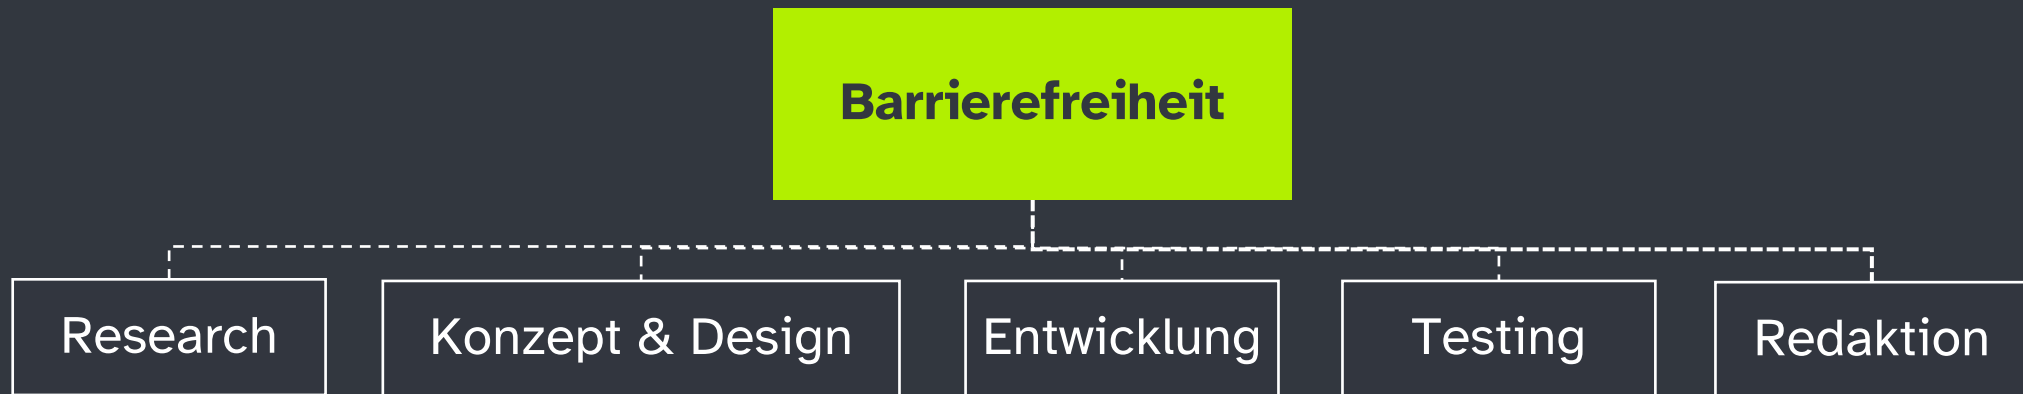 Barrierefreiheit
Research
Konzept & Design
Entwicklung
Testing
Redaktion